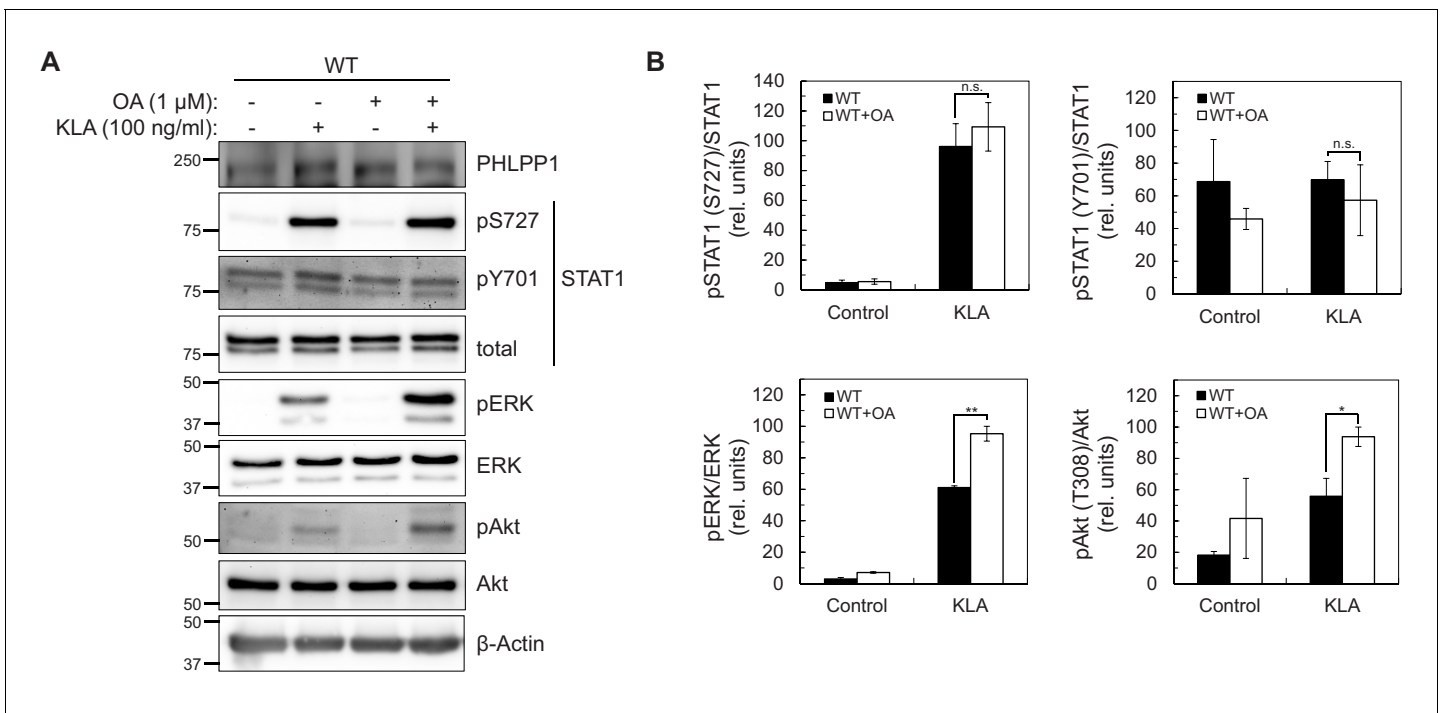 A
WT
OA (1 μM): - - + +
KLA (100 ng/ml): - + - +
250
PHLPP1
75
pS727
75
pY701
STAT1
75
total
50
37
pERK
50
37
ERK
50
pAkt
50
Akt
50
37
β-Actin
B
pSTAT1 (S727)/STAT1
(rel. units)
140
120
100
80
60
40
20
0
WT
WT+OA
n.s.
Control
KLA
pSTAT1 (Y701)/STAT1
(rel. units)
120
100
80
60
40
20
0
WT
WT+OA
n.s.
Control
KLA
pERK/ERK
(rel. units)
120
100
80
60
40
20
0
WT
WT+OA
**
Control
KLA
pAkt (T308)/Akt
(rel. units)
120
100
80
60
40
20
0
WT
WT+OA
*
Control
KLA